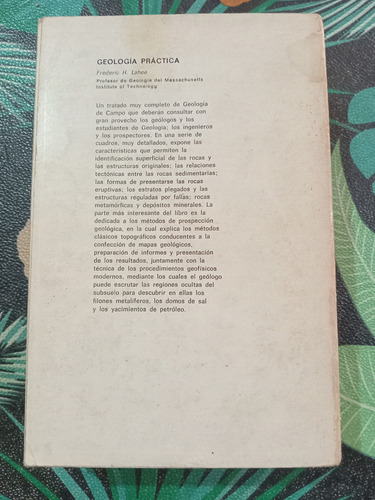 GEOLOGÍA PRÁCTICA
Frederic H. Lahee
Profesor de Geología del Massachusetts
Institute of Technology
Un tratado muy completo de Geología
de Campo que deberán consultar con
gran provecho los geólogos y los
estudiantes de Geología; los ingenieros
y los prospectores. En una serie de
cuadros, muy detallados, expone las
características que permiten la
identificación superficial de las rocas y
las estructuras originales; las relaciones
tectónicas entre las rocas sedimentarias;
las formas de presentarse las rocas
eruptivas; los estratos plegados y las
estructuras reguladas por fallas; rocas
metamórficas y depósitos minerales. La
parte más interesante del libro es la
dedicada a los métodos de prospección
geológica, en la cual explica los métodos
clásicos topográficos conducentes a la
confección de mapas geológicos,
preparación de informes y presentación
de los resultados, juntamente con la
técnica de los procedimientos geofísicos
modernos, mediante los cuales el geólogo
puede escrutar las regiones ocultas del
subsuelo para descubrir en ellas los
filones metalíferos, los domos de sal
y los yacimientos de petróleo.